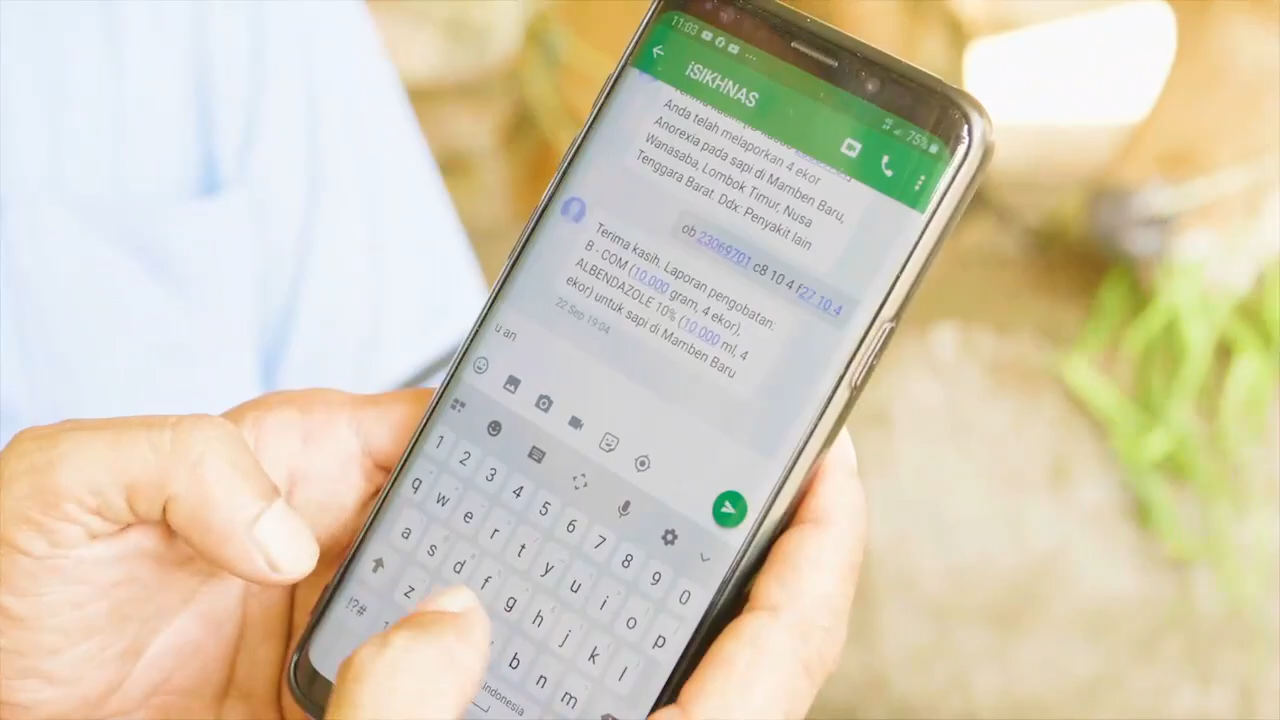 11:03
75%
iSIKHNAS
Anda telah melaporkan 4 ekor
Anorexia pada sapi di Mamben Baru,
Wanasaba, Lombok Timur, Nusa
Tenggara Barat. Ddx: Penyakit lain
ob 23069701 c8 10 4 f27 10 4
Terima kasih. Laporan pengobatan:
B - COM (10.000 gram, 4 ekor),
ALBENDAZOLE 10% (10.000 ml, 4
ekor) untuk sapi di Mamben Baru
22 Sep 19:04
u an
1 2 3 4 5 6 7 8 9 0
q w e r t y u i o p
a s d f g h j k l
z b n m
!?#
Indonesia